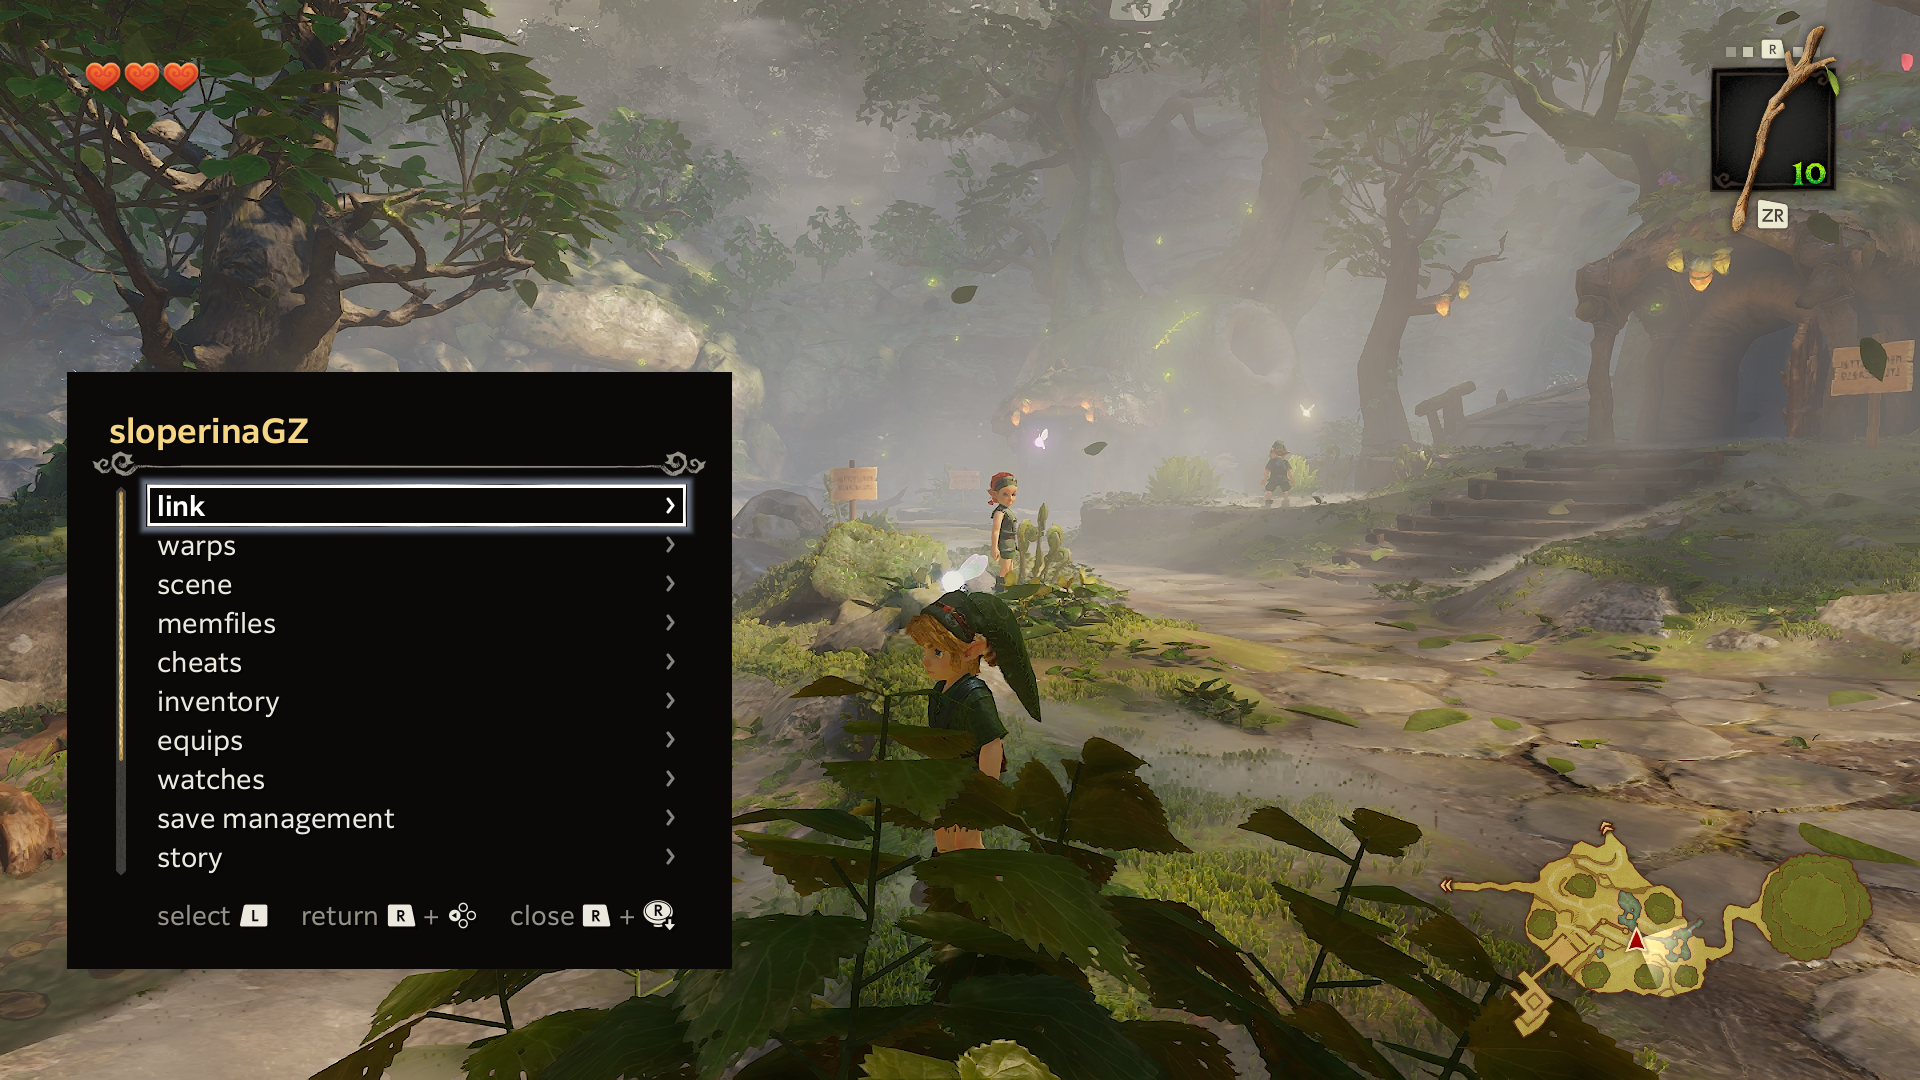 R
10
ZR
sloperinaGZ
link
warps
scene
memfiles
cheats
inventory
equips
watches
save management
story
select L return R + close R + R